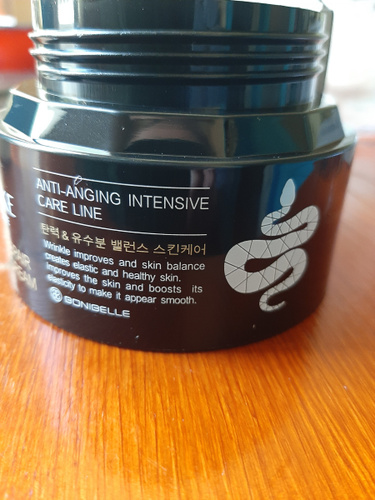 ANTI-ANGING INTENSIVE
CARE LINE
탄력 & 유수분 밸런스 스킨케어
Wrinkle improves and skin balance
creates elastic and healthy skin.
Improves the skin and boosts its
elasticity to make it appear smooth.
BONIBELLE